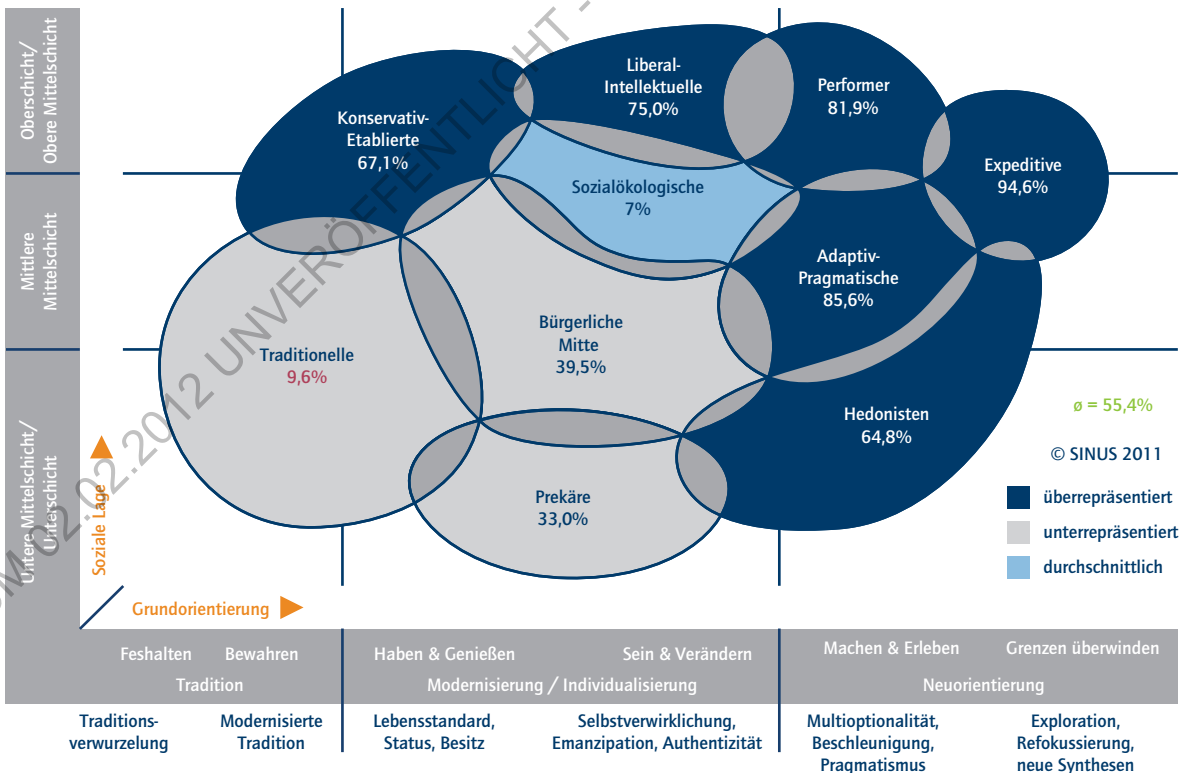 Oberschicht/
Obere Mittelschicht
Mittlere
Mittelschicht
Untere Mittelschicht/
Unterschicht
Soziale Lage
Konservativ-
Etablierte
67,1%
Liberal-
Intellektuelle
75,0%
Performer
81,9%
Expeditive
94,6%
Sozialökologische
7%
Adaptiv-
Pragmatische
85,6%
Bürgerliche
Mitte
39,5%
Traditionelle
9,6%
Hedonisten
64,8%
Prekäre
33,0%
ø = 55,4%
© SINUS 2011
überrepräsentiert
unterrepräsentiert
durchschnittlich
Grundorientierung
Feshalten Bewahren Haben & Genießen Sein & Verändern Machen & Erleben Grenzen überwinden
Tradition Modernisierung / Individualisierung Neuorientierung
Traditions-
verwurzelung
Modernisierte
Tradition
Lebensstandard,
Status, Besitz
Selbstverwirklichung,
Emanzipation, Authentizität
Multioptionalität,
Beschleunigung,
Pragmatismus
Exploration,
Refokussierung,
neue Synthesen
02.02.2012 UNVERÖFFENTLICHT -